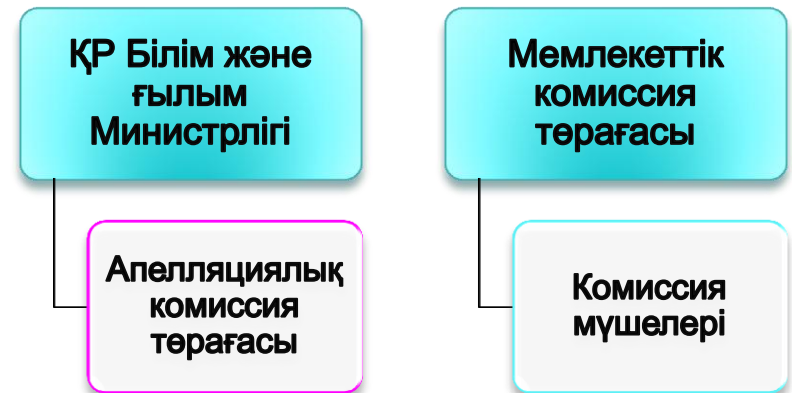 ҚР Білім және
ғылым
Министрлігі
Апелляциялық
комиссия
төрағасы
Мемлекеттік
комиссия
төрағасы
Комиссия
мүшелері